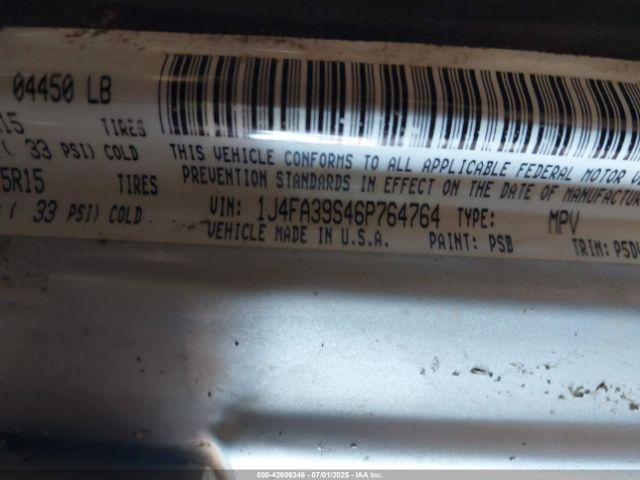 04450 LB
R15 TIRES
( 33 PSI) COLD
5R15 TIRES
( 33 PSI) COLD
THIS VEHICLE CONFORMS TO ALL APPLICABLE FEDERAL MOTOR
PREVENTION STANDARDS IN EFFECT ON THE DATE OF MANUFACTUR
VIN: 1J4FA39S46P764764 TYPE: MPV
VEHICLE MADE IN U.S.A. PAINT: PSB TRIM: P5D
000-42606346 - 07/01/2025 - IAA Inc.